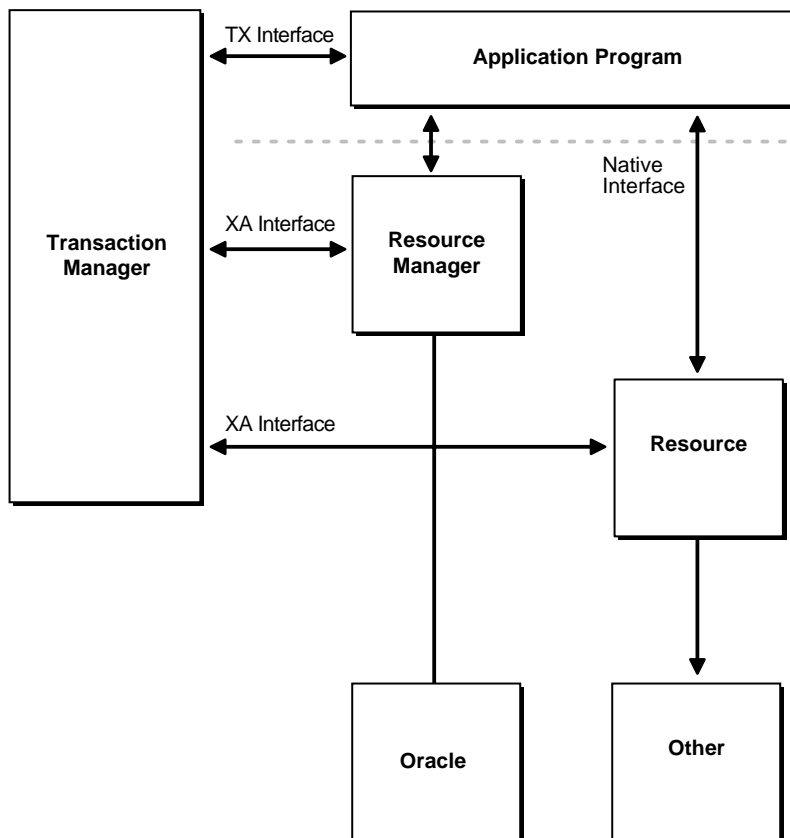 TX Interface
Application Program
Native
Interface
XA Interface
Transaction
Manager
Resource
Manager
XA Interface
Resource
Other
Oracle